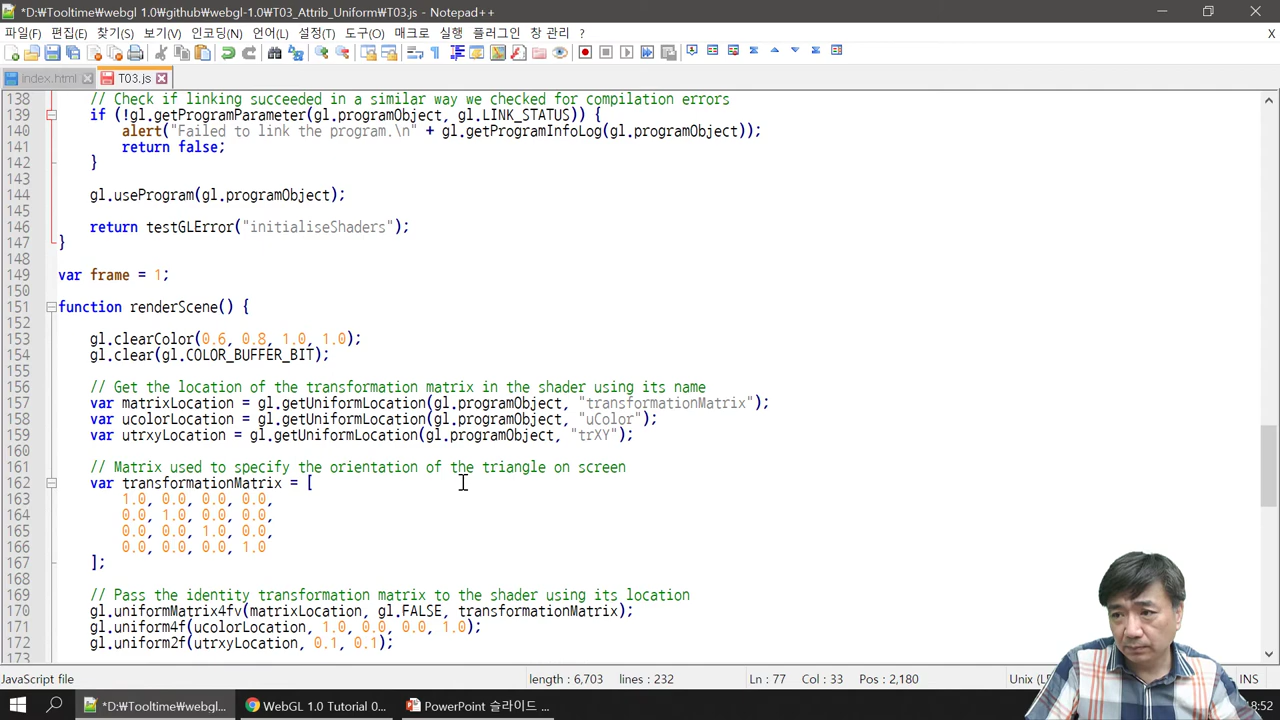 *D:₩Tooltime₩webgl 1.0₩github₩webgl-1.0₩T03_Attrib_Uniform₩T03.js - Notepad++
파일(F) 편집(E) 찾기(S) 보기(V) 인코딩(N) 언어(L) 설정(T) 도구(O) 매크로 실행 플러그인 창 관리 ? X
index.html T03.js
138 // Check if linking succeeded in a similar way we checked for compilation errors
139 if (!gl.getProgramParameter(gl.programObject, gl.LINK_STATUS)) {
140 alert("Failed to link the program.\n" + gl.getProgramInfoLog(gl.programObject));
141 return false;
142 }
143
144 gl.useProgram(gl.programObject);
145
146 return testGLError("initialiseShaders");
147 }
148
149 var frame = 1;
150
151 function renderScene() {
152
153 gl.clearColor(0.6, 0.8, 1.0, 1.0);
154 gl.clear(gl.COLOR_BUFFER_BIT);
155
156 // Get the location of the transformation matrix in the shader using its name
157 var matrixLocation = gl.getUniformLocation(gl.programObject, "transformationMatrix");
158 var ucolorLocation = gl.getUniformLocation(gl.programObject, "uColor");
159 var utrxyLocation = gl.getUniformLocation(gl.programObject, "trXY");
160
161 // Matrix used to specify the orientation of the triangle on screen
162 var transformationMatrix = [
163 1.0, 0.0, 0.0, 0.0,
164 0.0, 1.0, 0.0, 0.0,
165 0.0, 0.0, 1.0, 0.0,
166 0.0, 0.0, 0.0, 1.0
167 ];
168
169 // Pass the identity transformation matrix to the shader using its location
170 gl.uniformMatrix4fv(matrixLocation, gl.FALSE, transformationMatrix);
171 gl.uniform4f(ucolorLocation, 1.0, 0.0, 0.0, 1.0);
172 gl.uniform2f(utrxyLocation, 0.1, 0.1);
173
JavaScript file length : 6,703 lines : 232 Ln : 77 Col : 33 Pos : 2,180 Unix (L INS
*D:₩Tooltime₩webgl... WebGL 1.0 Tutorial 0... PowerPoint 슬라이드 ... 8:52